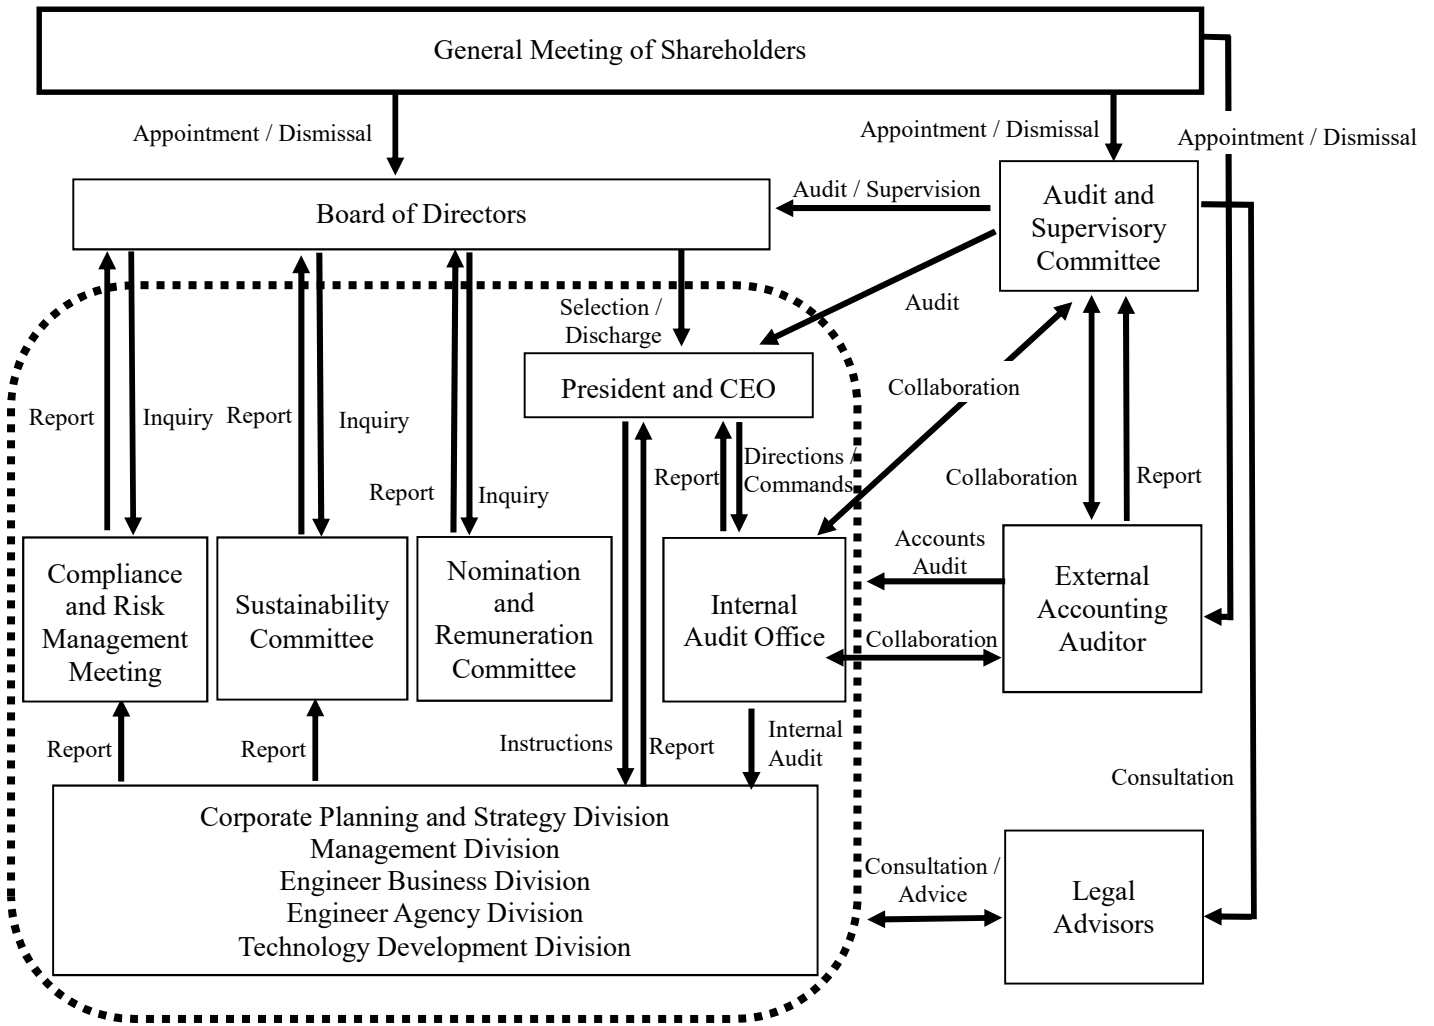 General Meeting of Shareholders
Appointment / Dismissal
Appointment / Dismissal
Appointment / Dismissal
Board of Directors
Audit / Supervision
Audit and
Supervisory
Committee
Selection /
Discharge
Audit
President and CEO
Collaboration
Report
Inquiry
Report
Inquiry
Report
Inquiry
Report
Directions /
Commands
Collaboration
Report
Compliance
and Risk
Management
Meeting
Sustainability
Committee
Nomination
and
Remuneration
Committee
Internal
Audit Office
Accounts
Audit
Collaboration
External
Accounting
Auditor
Report
Report
Instructions
Report
Internal
Audit
Consultation
Corporate Planning and Strategy Division
Management Division
Engineer Business Division
Engineer Agency Division
Technology Development Division
Consultation /
Advice
Legal
Advisors